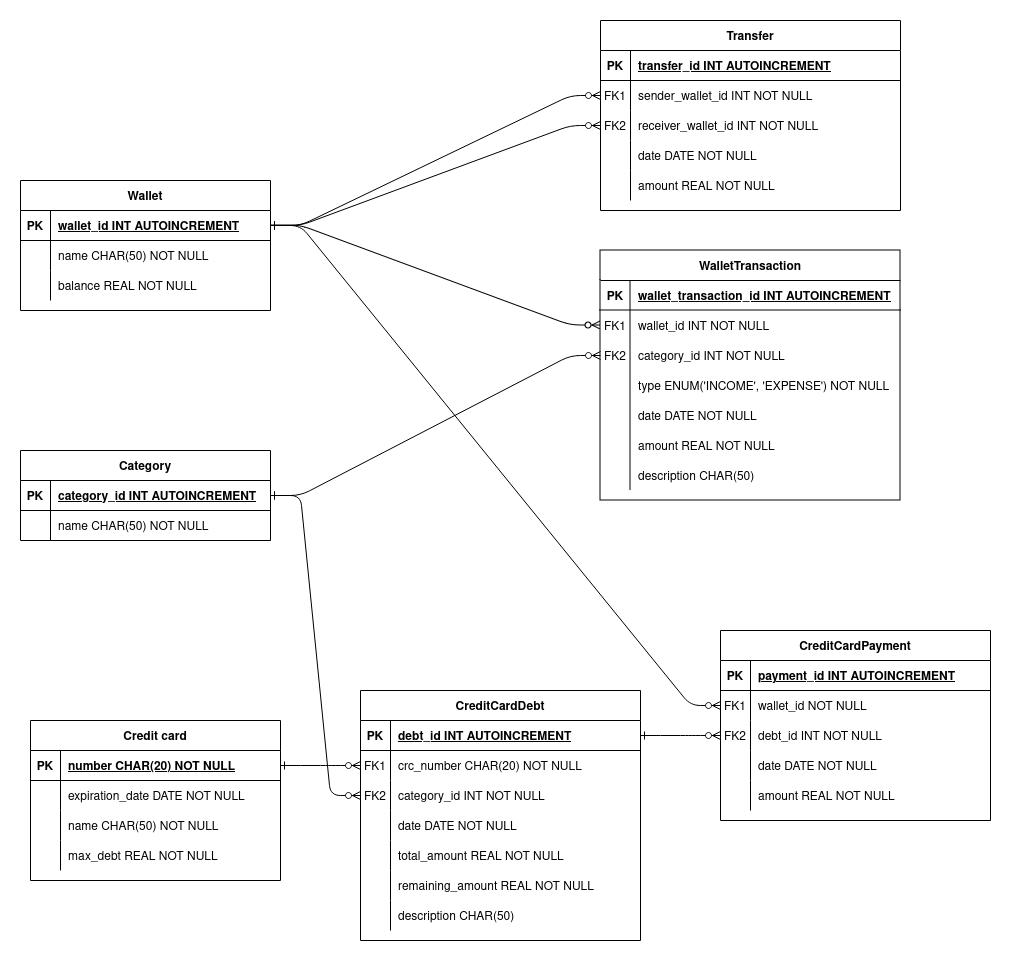 Transfer
PK transfer_id INT AUTOINCREMENT
FK1 sender_wallet_id INT NOT NULL
FK2 receiver_wallet_id INT NOT NULL
date DATE NOT NULL
amount REAL NOT NULL
Wallet
PK wallet_id INT AUTOINCREMENT
name CHAR(50) NOT NULL
balance REAL NOT NULL
WalletTransaction
PK wallet_transaction_id INT AUTOINCREMENT
FK1 wallet_id INT NOT NULL
FK2 category_id INT NOT NULL
type ENUM('INCOME', 'EXPENSE') NOT NULL
date DATE NOT NULL
amount REAL NOT NULL
description CHAR(50)
Category
PK category_id INT AUTOINCREMENT
name CHAR(50) NOT NULL
CreditCardPayment
PK payment_id INT AUTOINCREMENT
FK1 wallet_id NOT NULL
FK2 debt_id INT NOT NULL
date DATE NOT NULL
amount REAL NOT NULL
Credit card
PK number CHAR(20) NOT NULL
expiration_date DATE NOT NULL
name CHAR(50) NOT NULL
max_debt REAL NOT NULL
CreditCardDebt
PK debt_id INT AUTOINCREMENT
FK1 crc_number CHAR(20) NOT NULL
FK2 category_id INT NOT NULL
date DATE NOT NULL
total_amount REAL NOT NULL
remaining_amount REAL NOT NULL
description CHAR(50)